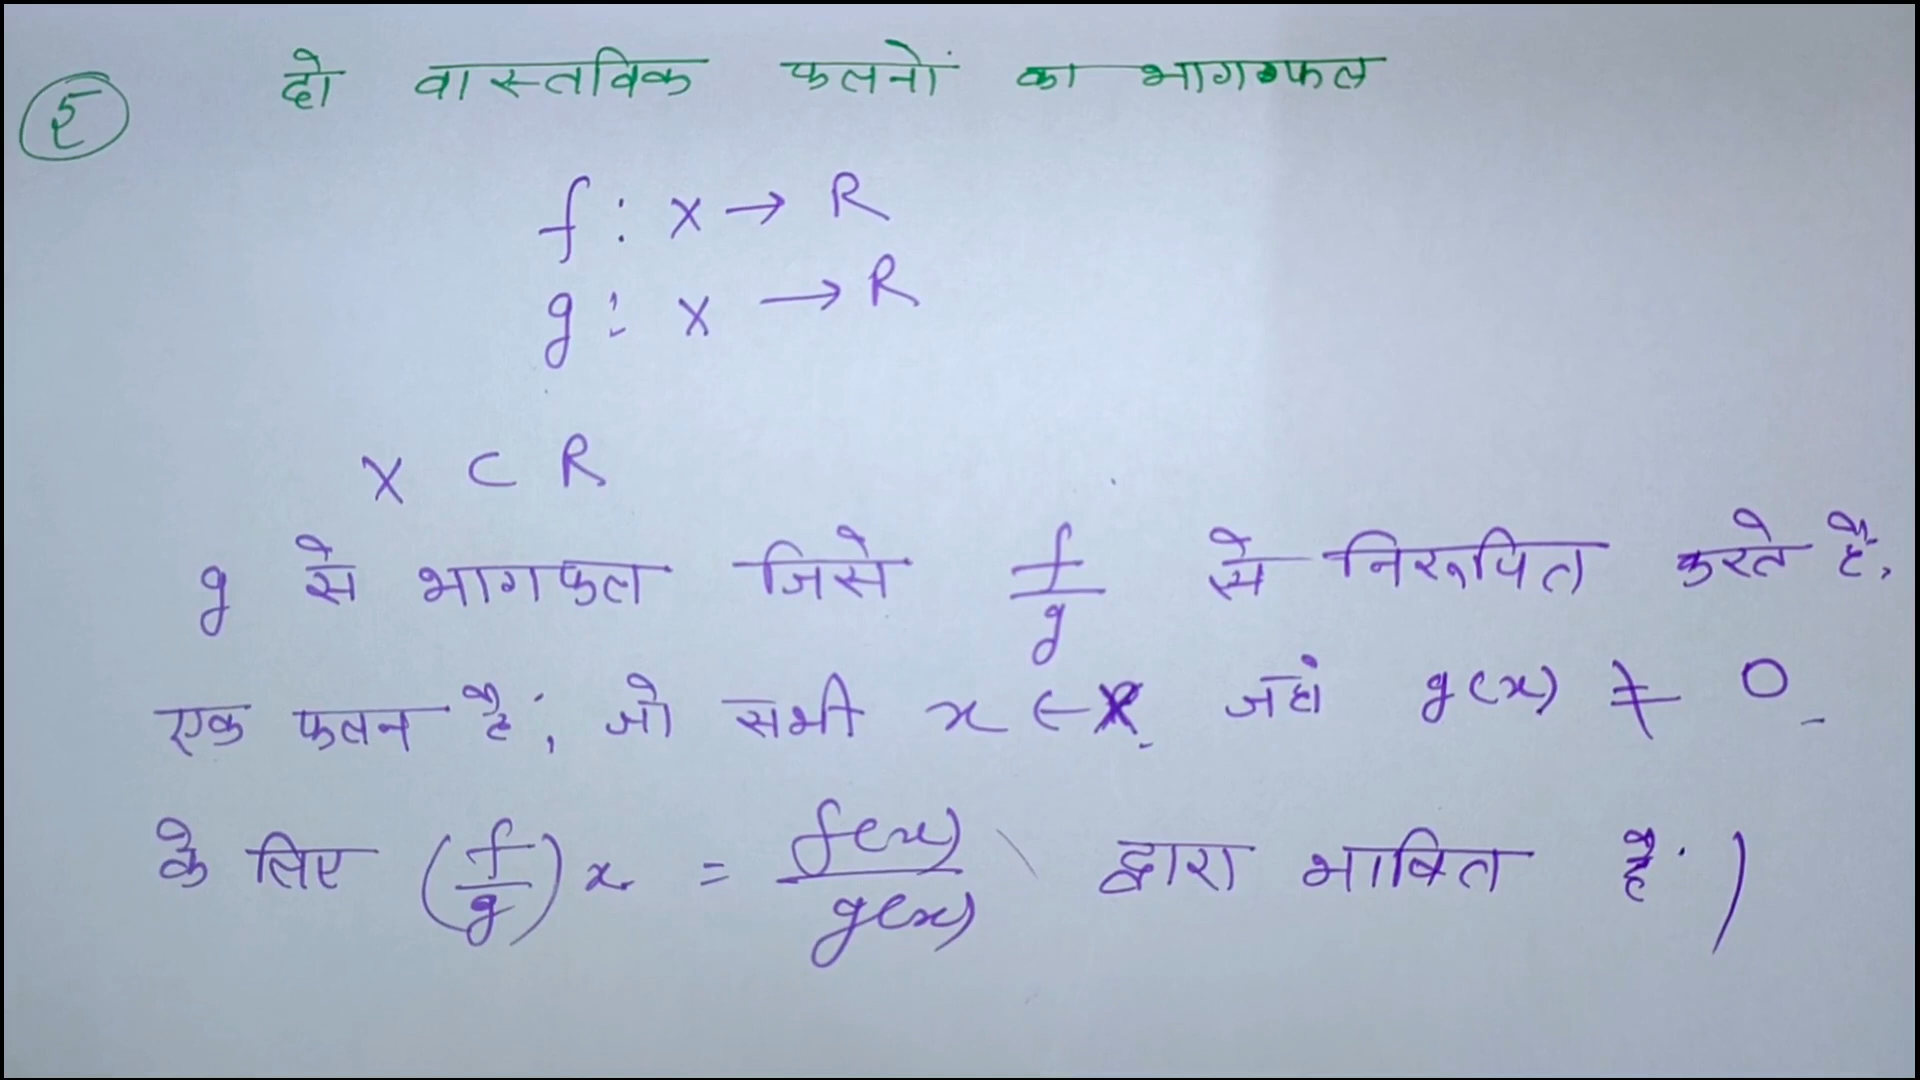 ५ दो वास्तविक फलनों का भागफल
f : x → R
g : x → R
X ⊂ R
g से भागफल जिसे f/g से निरूपित करते हैं,
एक फलन है, जो सभी x ∈ X जहां g(x) ≠ 0
के लिए (f/g)x = f(x)/g(x) द्वारा भाषित है।